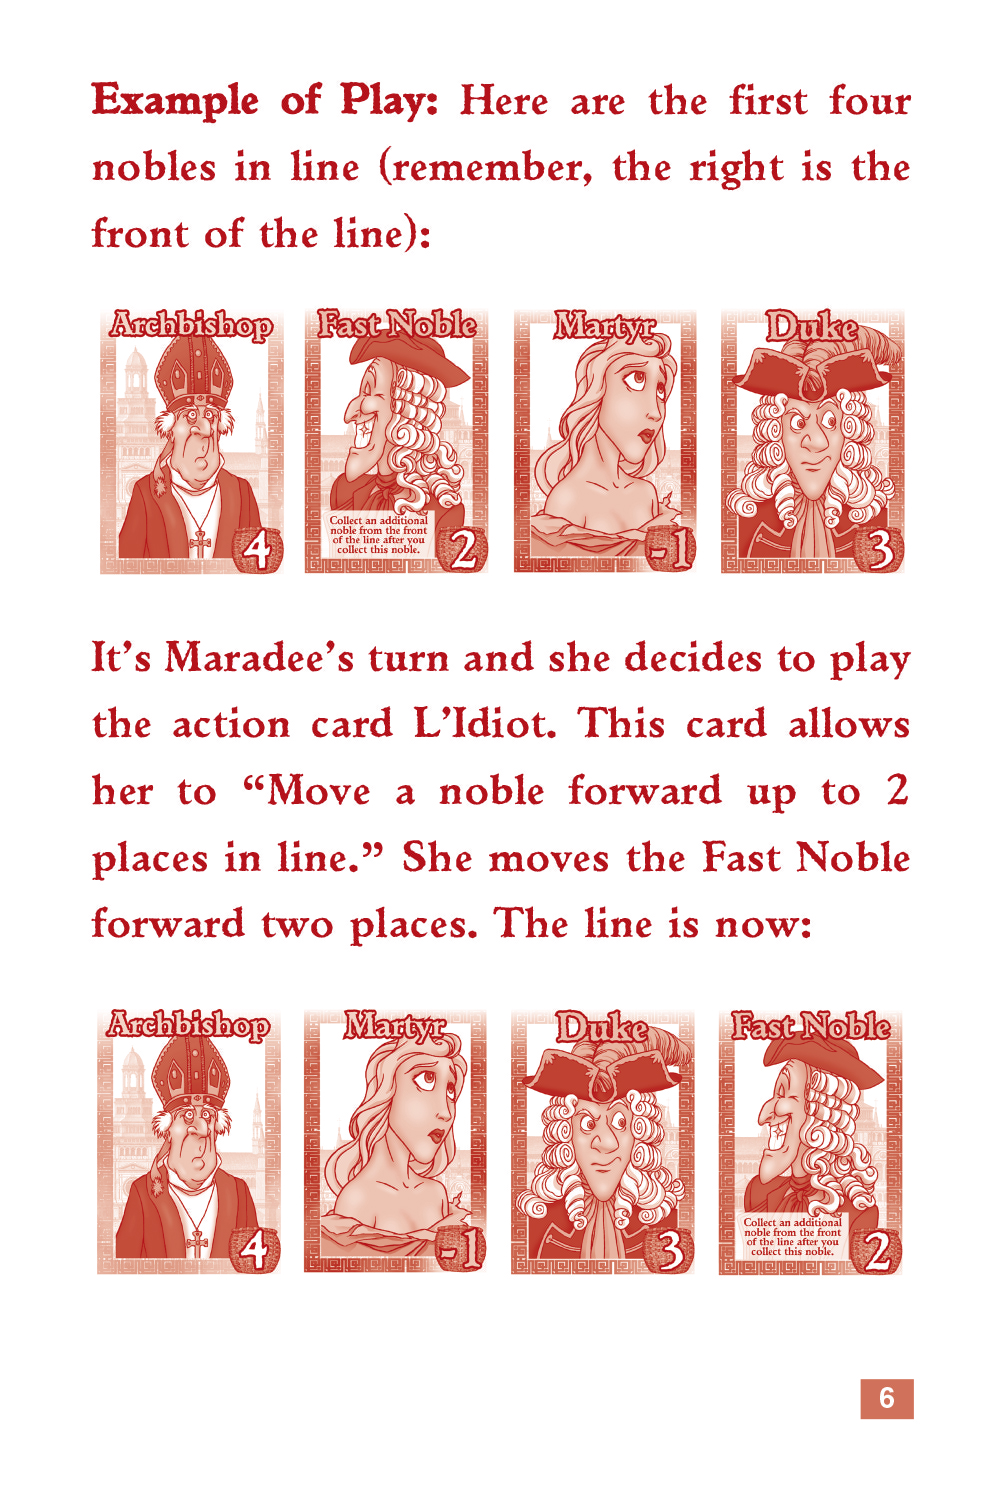 Example of Play: Here are the first four
nobles in line (remember, the right is the
front of the line):
Archbishop
4
Fast Noble
Collect an additional
noble from the front
of the line after you
collect this noble.
2
Martyr
-1
Duke
3
It's Maradee's turn and she decides to play
the action card L'Idiot. This card allows
her to “Move a noble forward up to 2
places in line.” She moves the Fast Noble
forward two places. The line is now:
Archbishop
4
Martyr
-1
Duke
3
Fast Noble
Collect an additional
noble from the front
of the line after you
collect this noble.
2
6